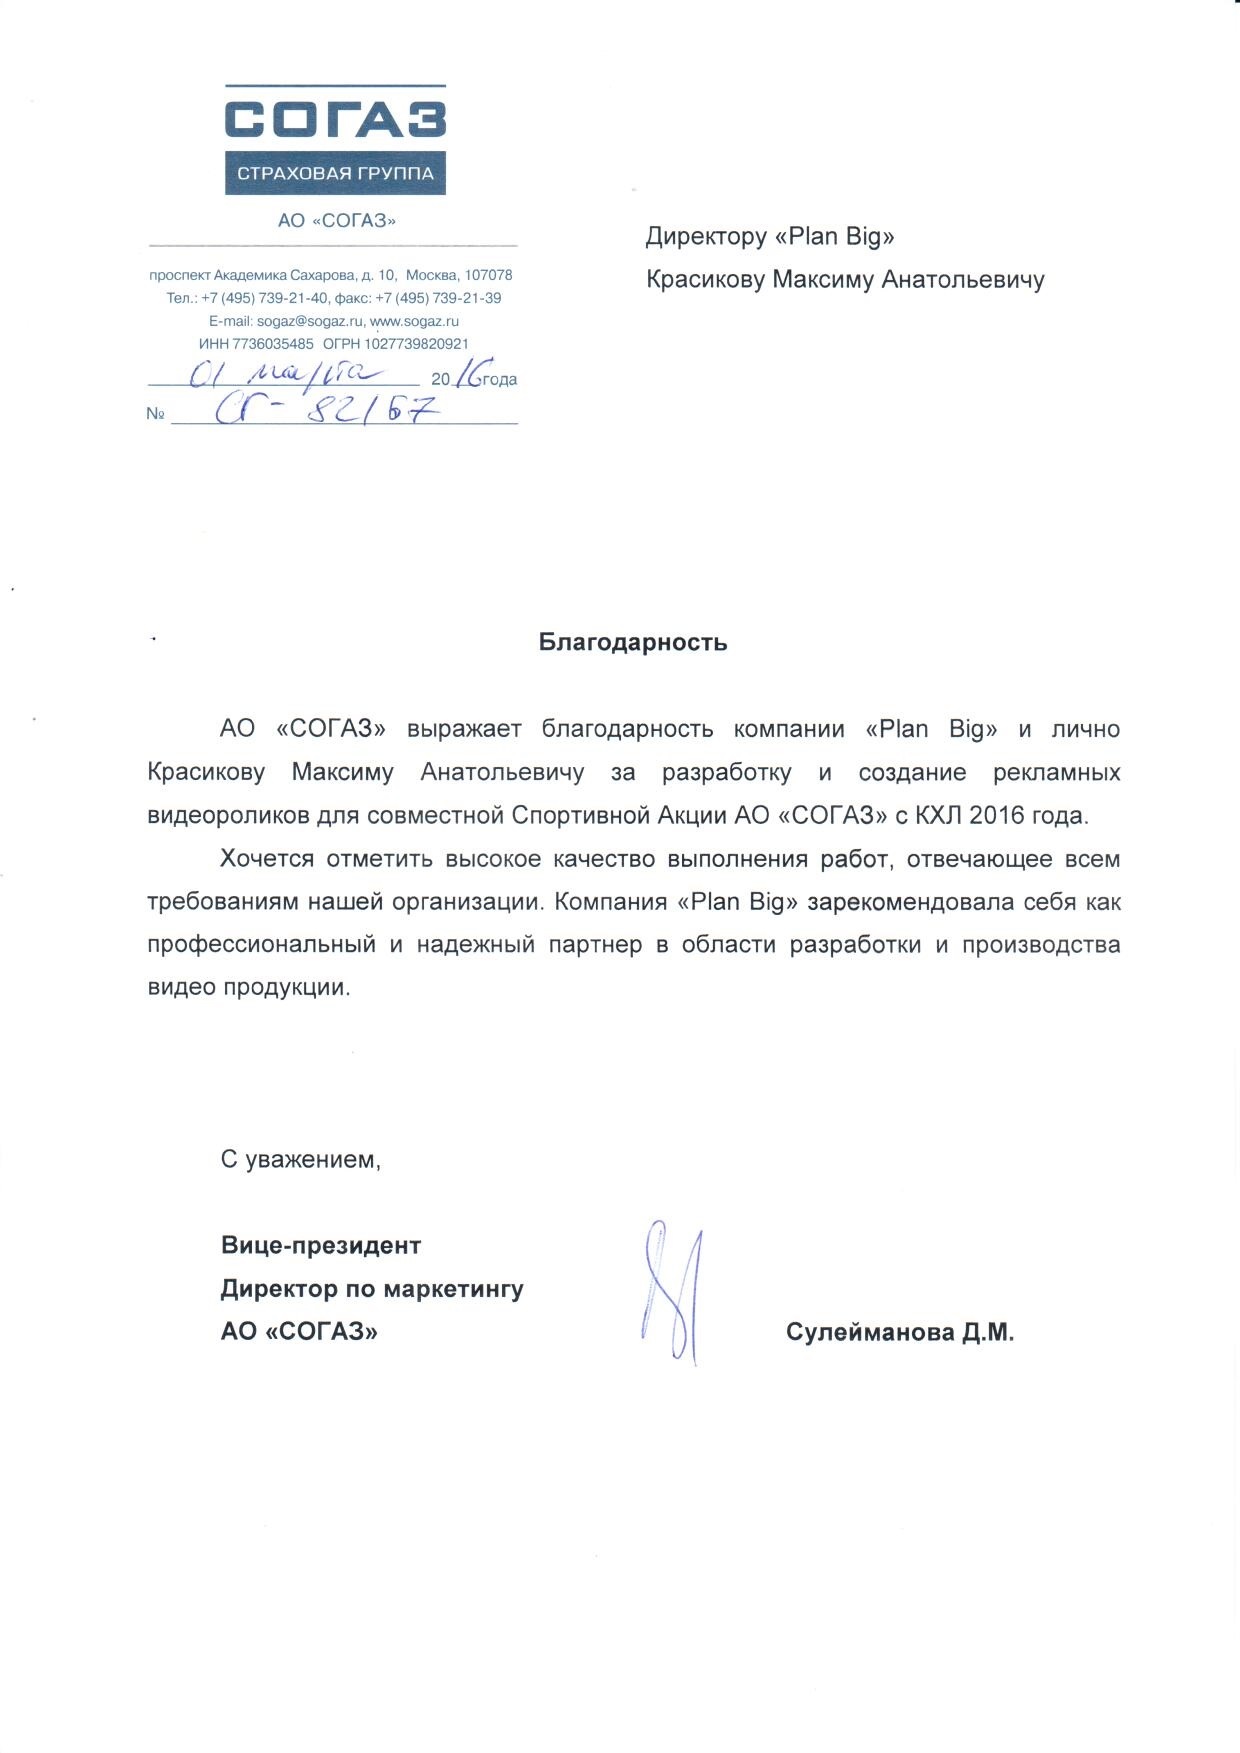 СОГАЗ
СТРАХОВАЯ ГРУППА
АО «СОГАЗ»
проспект Академика Сахарова, д. 10, Москва, 107078
Тел.: +7 (495) 739-21-40, факс: +7 (495) 739-21-39
E-mail: sogaz@sogaz.ru, www.sogaz.ru
ИНН 7736035485 ОГРН 1027739820921
01 марта 2016 года
№ СГ-82/67
Директору «Plan Big»
Красикову Максиму Анатольевичу
Благодарность
АО «СОГАЗ» выражает благодарность компании «Plan Big» и лично
Красикову Максиму Анатольевичу за разработку и создание рекламных
видеороликов для совместной Спортивной Акции АО «СОГАЗ» с КХЛ 2016 года.
Хочется отметить высокое качество выполнения работ, отвечающее всем
требованиям нашей организации. Компания «Plan Big» зарекомендовала себя как
профессиональный и надежный партнер в области разработки и производства
видео продукции.
С уважением,
Вице-президент
Директор по маркетингу
АО «СОГАЗ» Сулейманова Д.М.